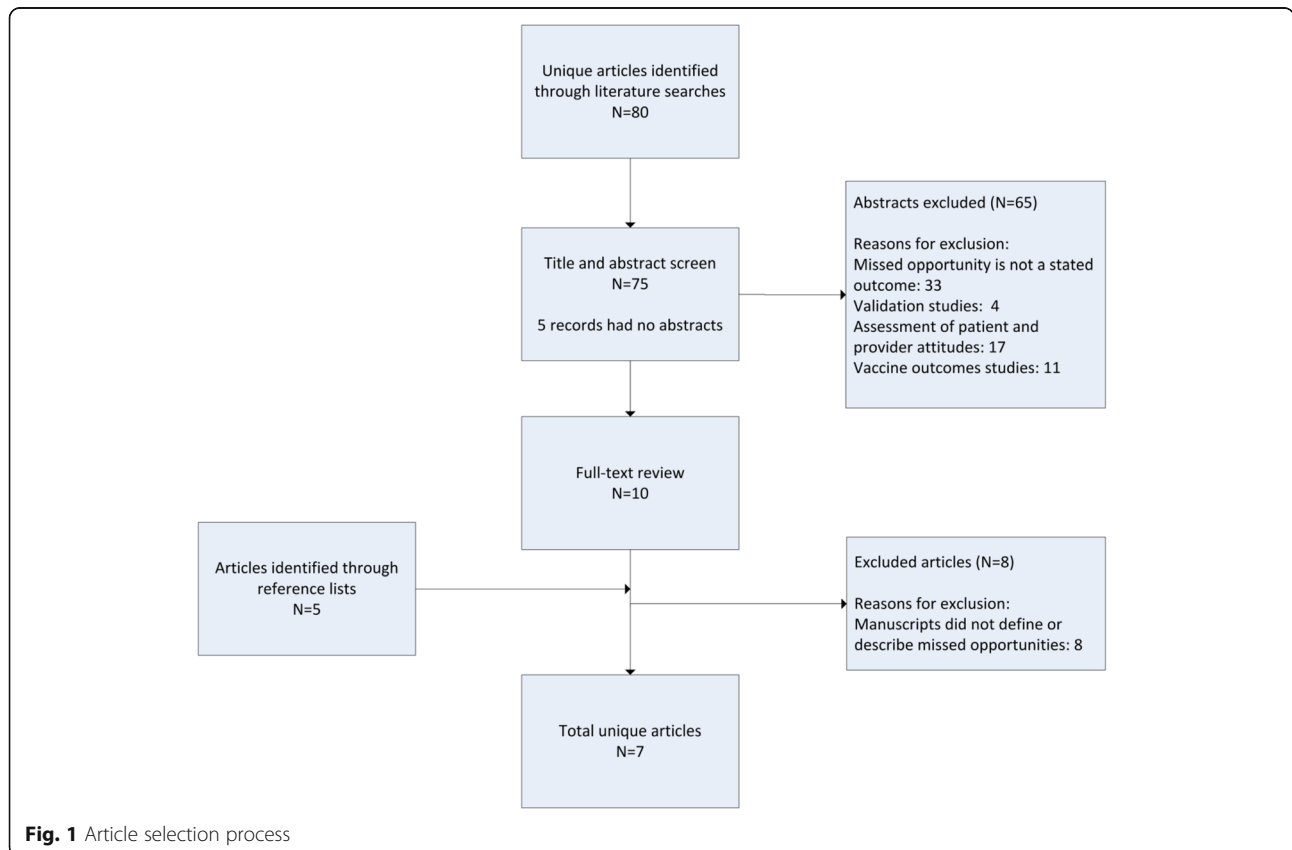 Unique articles identified
through literature searches
N=80
Title and abstract screen
N=75
5 records had no abstracts
Abstracts excluded (N=65)
Reasons for exclusion:
Missed opportunity is not a stated
outcome: 33
Validation studies: 4
Assessment of patient and
provider attitudes: 17
Vaccine outcomes studies: 11
Full-text review
N=10
Articles identified through
reference lists
N=5
Excluded articles (N=8)
Reasons for exclusion:
Manuscripts did not define or
describe missed opportunities: 8
Total unique articles
N=7
Fig. 1 Article selection process